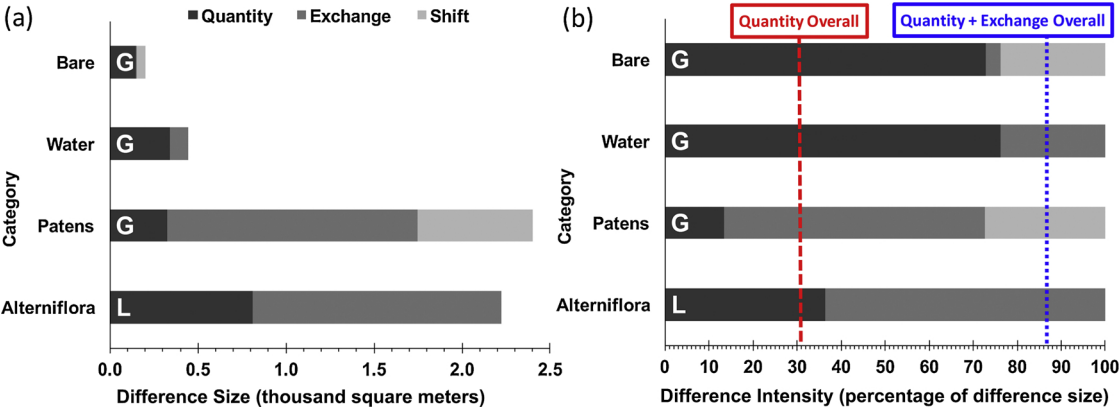 (a)
Quantity Exchange Shift
Bare G
Water G
Patens G
Alterniflora L
Category
0.0 0.5 1.0 1.5 2.0 2.5
Difference Size (thousand square meters)
(b)
Quantity Overall
Quantity + Exchange Overall
Bare G
Water G
Patens G
Alterniflora L
Category
0 10 20 30 40 50 60 70 80 90 100
Difference Intensity (percentage of difference size)